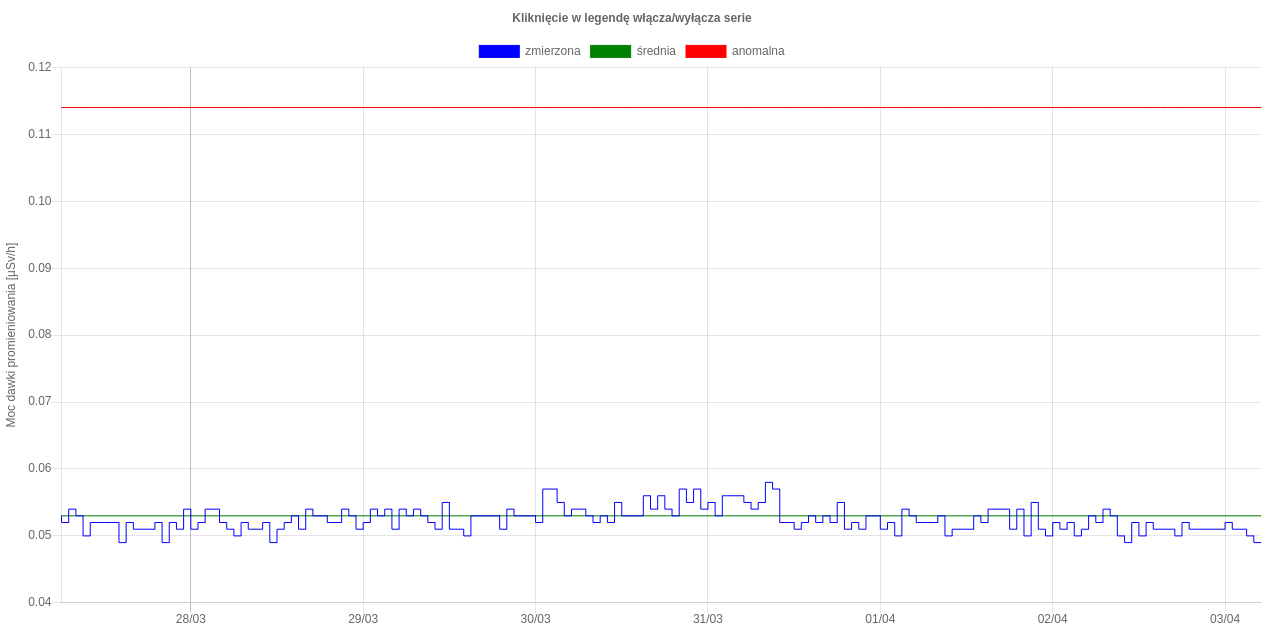 Kliknięcie w legendę włącza/wyłącza serie
zmierzona średnia anomalna
Moc dawki promieniowania [µSv/h]
0.12
0.11
0.10
0.09
0.08
0.07
0.06
0.05
0.04
28/03 29/03 30/03 31/03 01/04 02/04 03/04